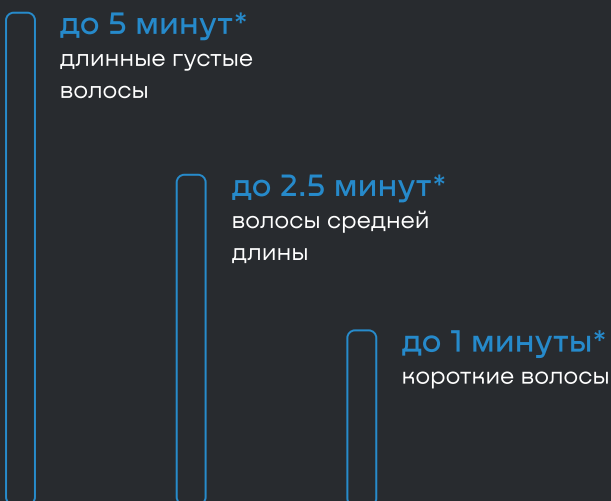 до 5 минут*
длинные густые
волосы
до 2.5 минут*
волосы средней
длины
до 1 минуты*
короткие волосы